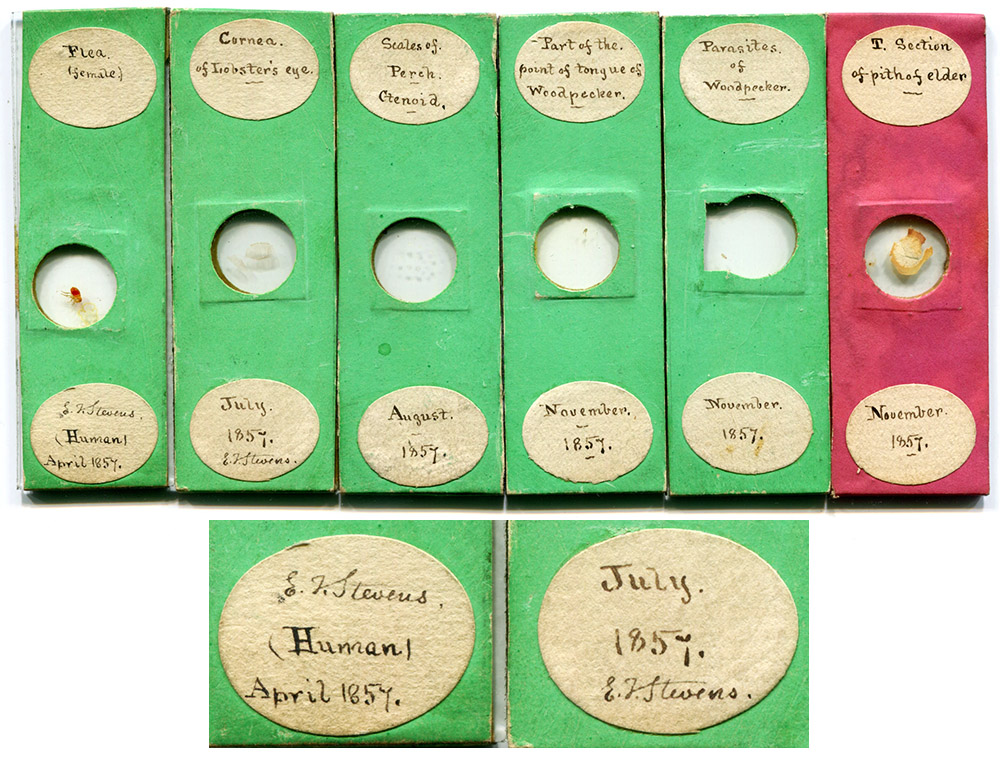 Flea.
(female.)
E. F. Stevens.
(Human)
April 1857.
Cornea.
of Lobster's eye.
July.
1857.
E. F. Stevens.
Scales of.
Perch.
Ctenoid.
August.
1857.
Part of the.
point of tongue of
Woodpecker.
November.
1857.
Parasites.
of
Woodpecker.
November.
1857.
T. Section
of pith of elder
November.
1857.
E. F. Stevens.
(Human)
April 1857.
July.
1857.
E. F. Stevens.